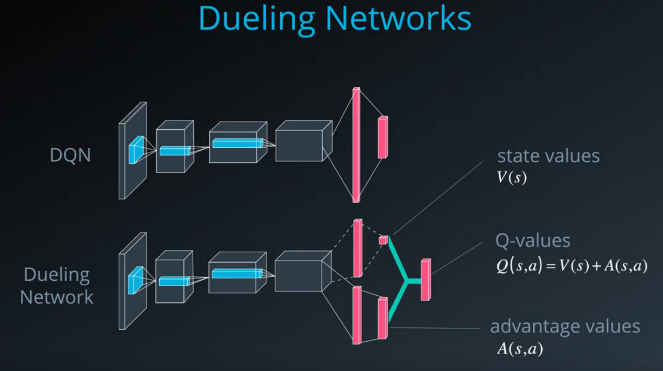 Dueling Networks
DQN
state values
V(s)
Q-values
Q(s,a)=V(s)+A(s,a)
Dueling
Network
advantage values
A(s,a)